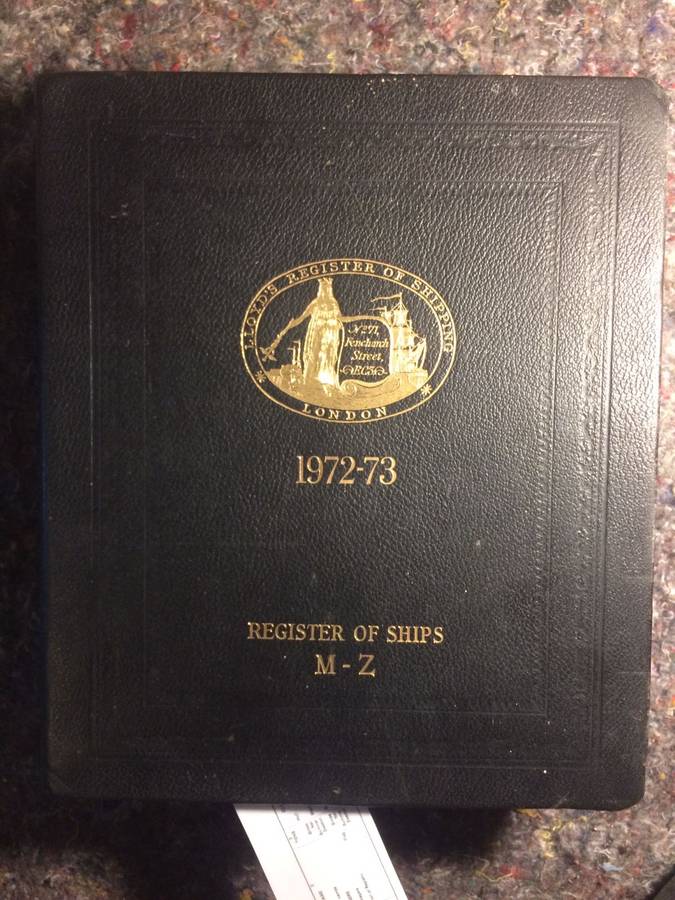 LLOYD'S REGISTER OF SHIPPING
No 71,
Fenchurch
Street,
E.C.3.
LONDON
1972-73
REGISTER OF SHIPS
M - Z